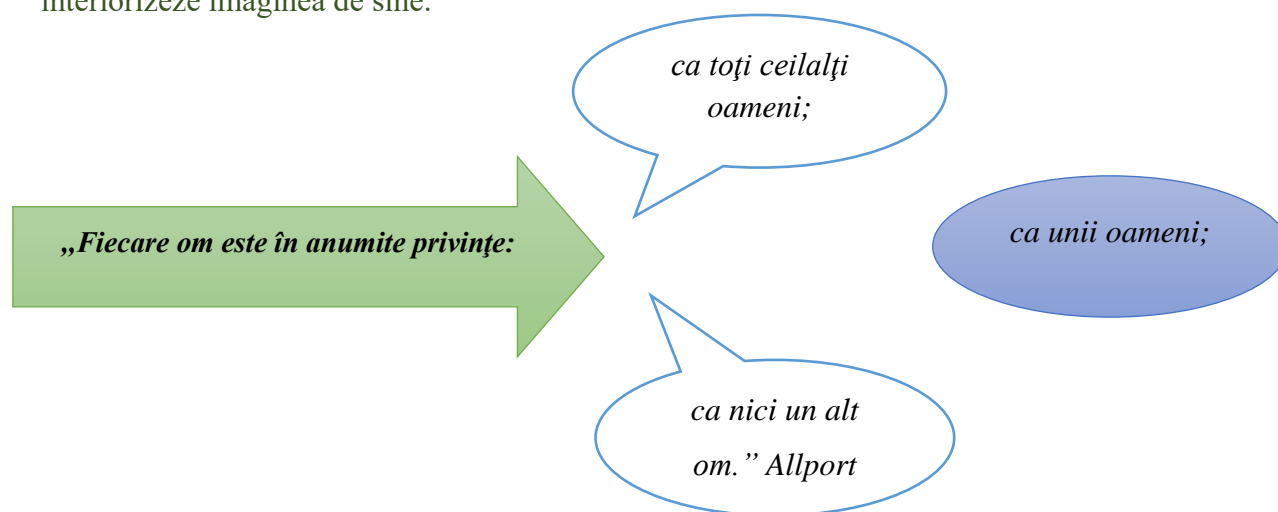 interiorizeze imaginea de sine.
ca toţi ceilalţi
oameni;
„Fiecare om este în anumite privinţe:
ca unii oameni;
ca nici un alt
om.” Allport